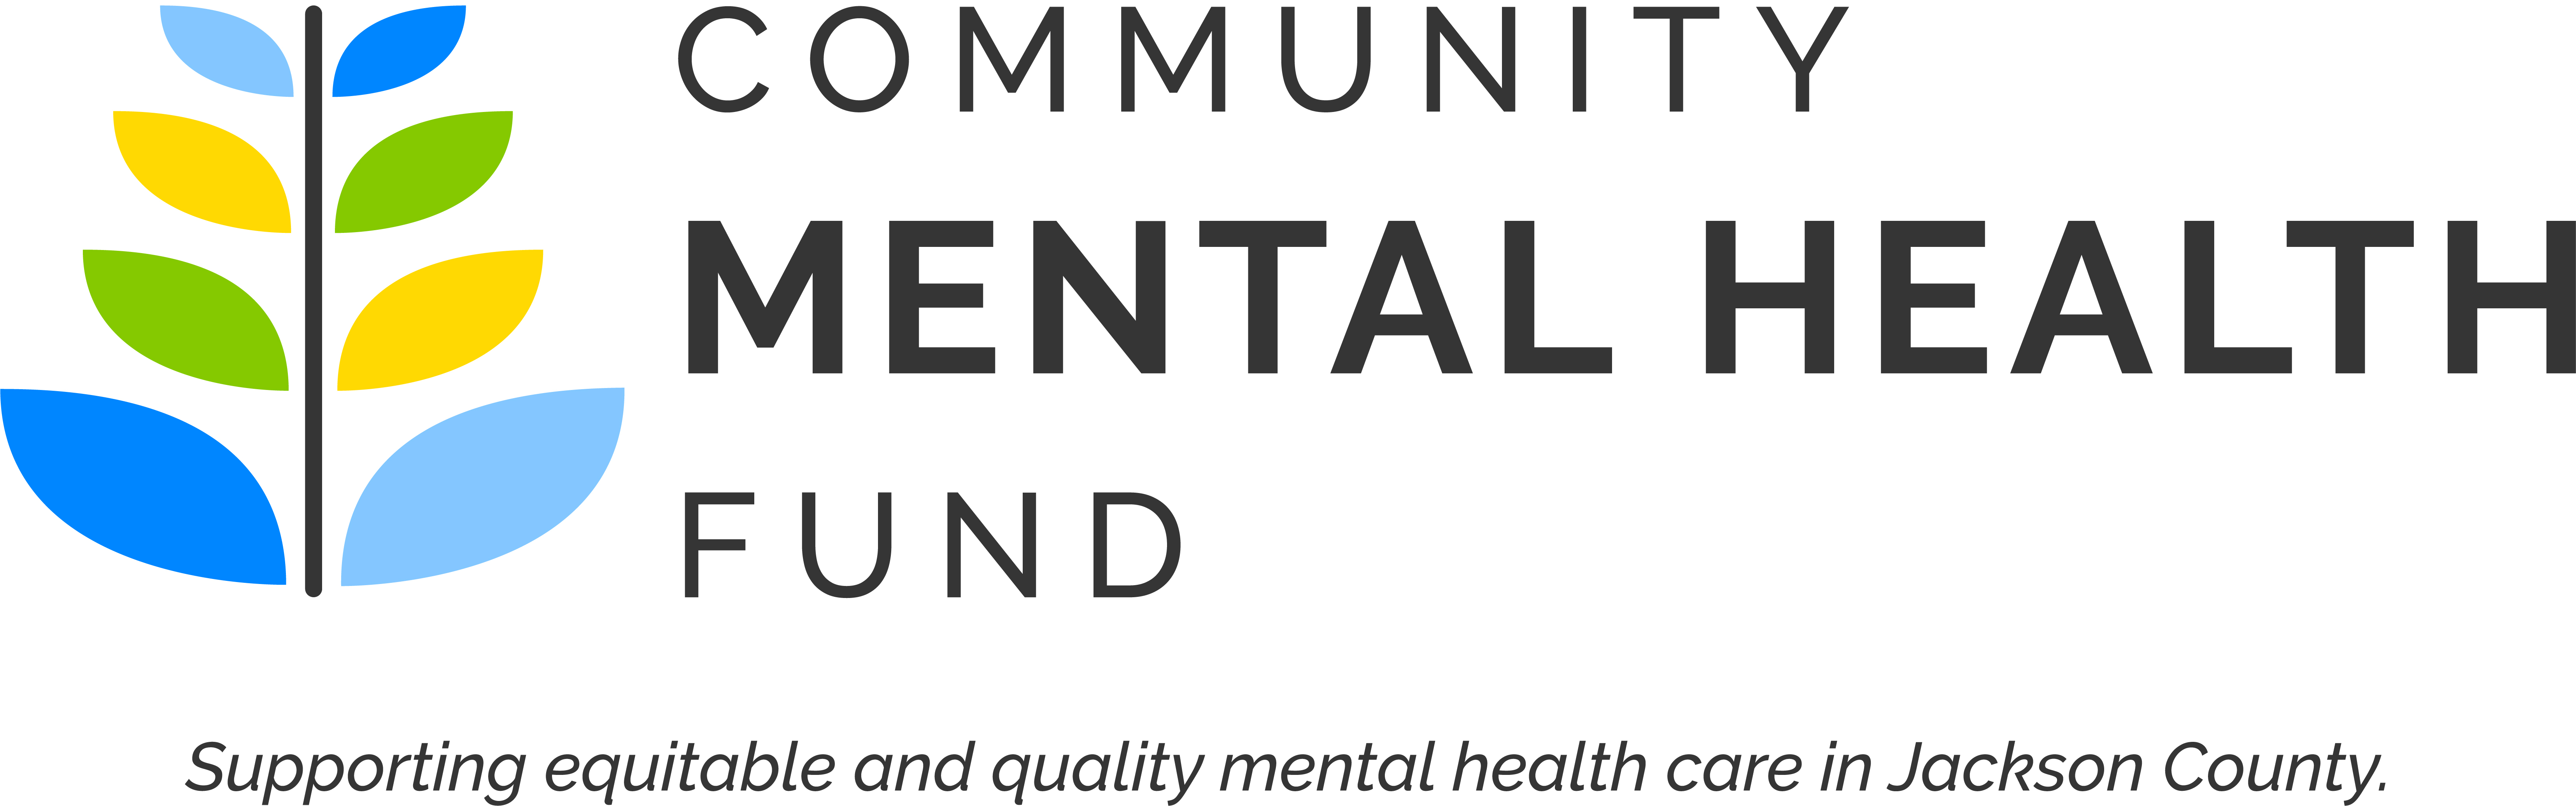 COMMUNITY
MENTAL HEALTH
FUND
Supporting equitable and quality mental health care in Jackson County.